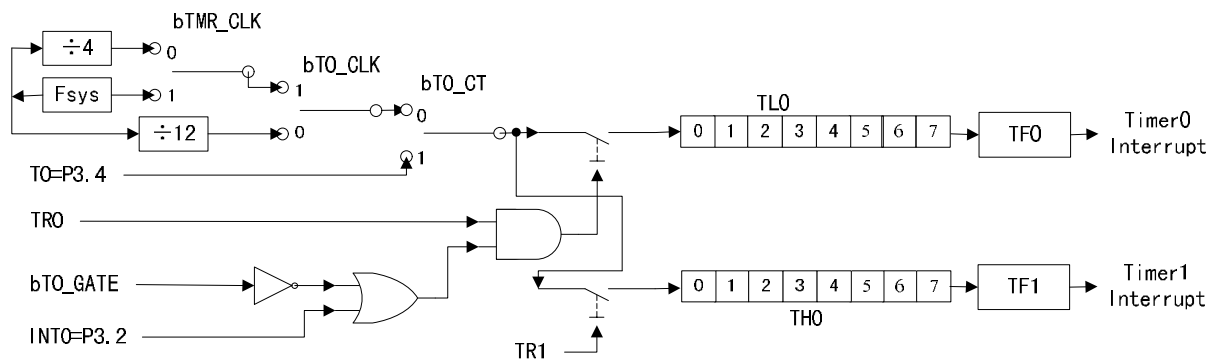 bTMR_CLK
÷4
0
bT0_CLK
Fsys
1
1
bT0_CT
0
÷12
0
TL0
0 1 2 3 4 5 6 7
TF0
Timer0
Interrupt
1
T0=P3.4
TR0
bT0_GATE
INT0=P3.2
0 1 2 3 4 5 6 7
TH0
TF1
Timer1
Interrupt
TR1